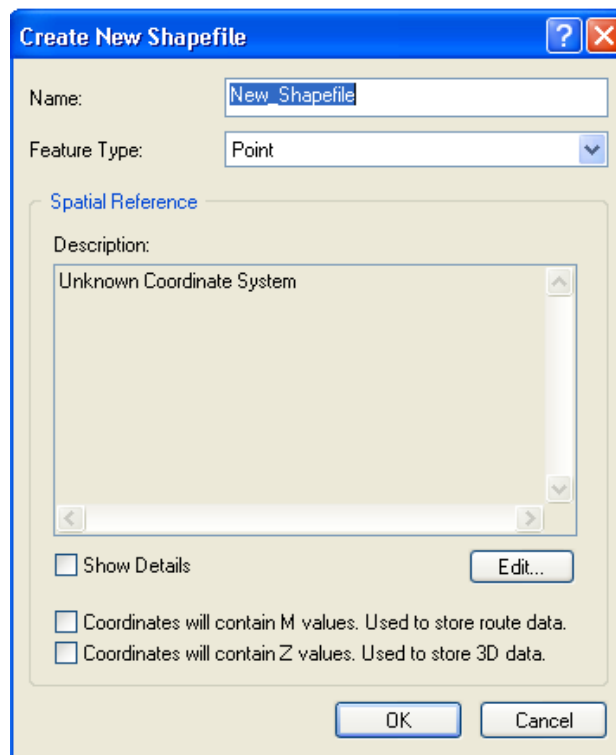 Create New Shapefile
Name: New_Shapefile
Feature Type: Point
Spatial Reference
Description:
Unknown Coordinate System
Show Details Edit...
Coordinates will contain M values. Used to store route data.
Coordinates will contain Z values. Used to store 3D data.
OK Cancel